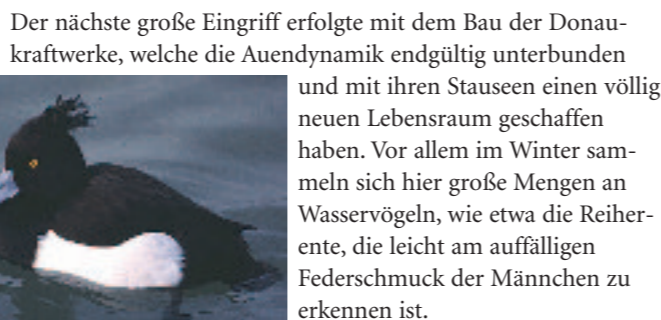 Der nächste große Eingriff erfolgte mit dem Bau der Donau-
kraftwerke, welche die Auendynamik endgültig unterbunden
und mit ihren Stauseen einen völlig
neuen Lebensraum geschaffen
haben. Vor allem im Winter sam-
meln sich hier große Mengen an
Wasservögeln, wie etwa die Reiher-
ente, die leicht am auffälligen
Federschmuck der Männchen zu
erkennen ist.